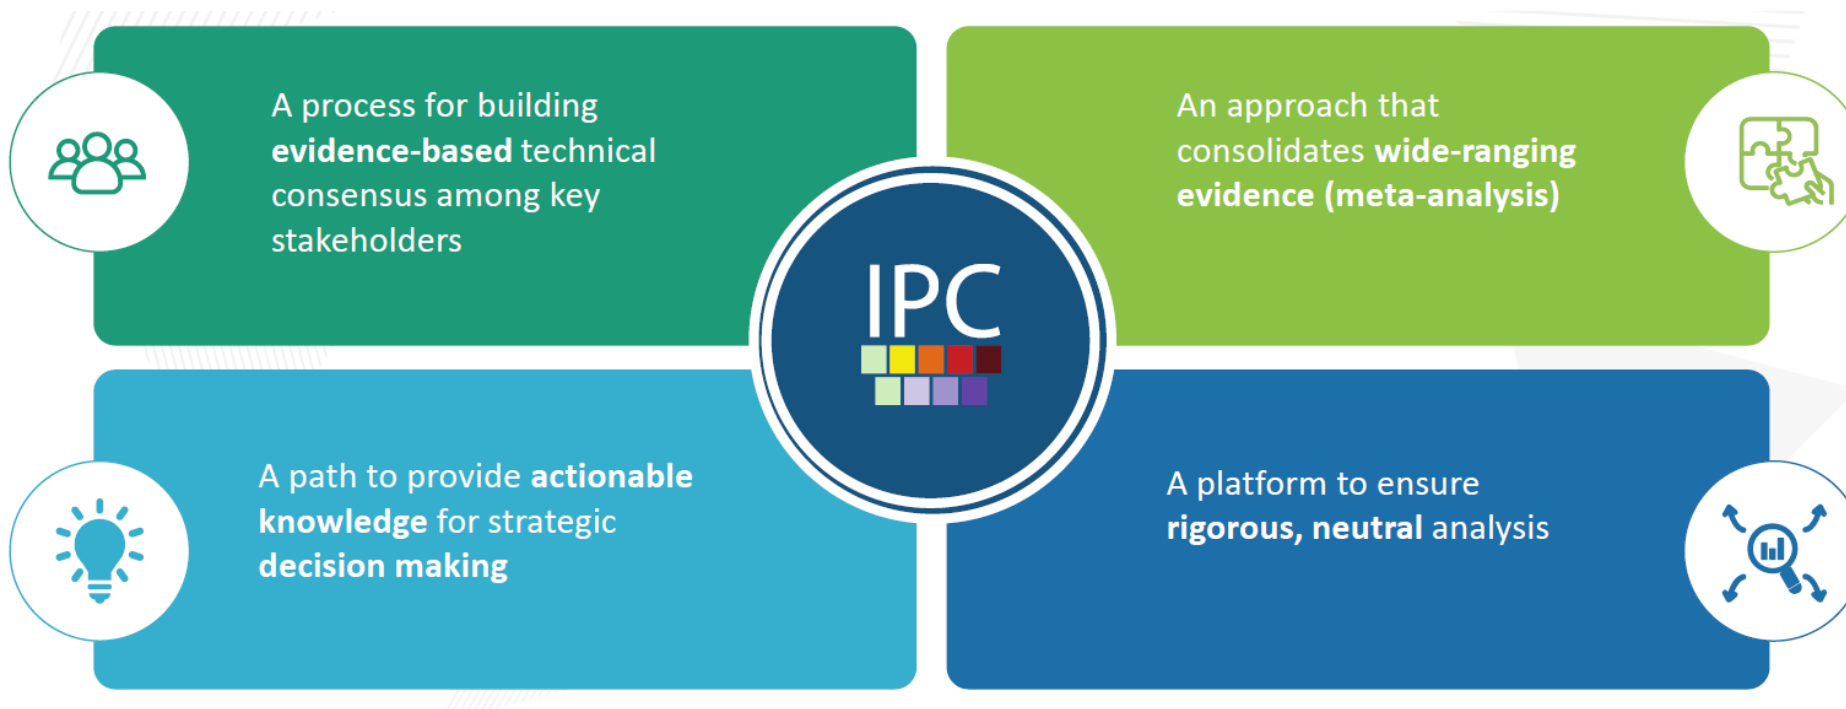 A process for building
evidence-based technical
consensus among key
stakeholders
An approach that
consolidates wide-ranging
evidence (meta-analysis)
IPC
A path to provide actionable
knowledge for strategic
decision making
A platform to ensure
rigorous, neutral analysis